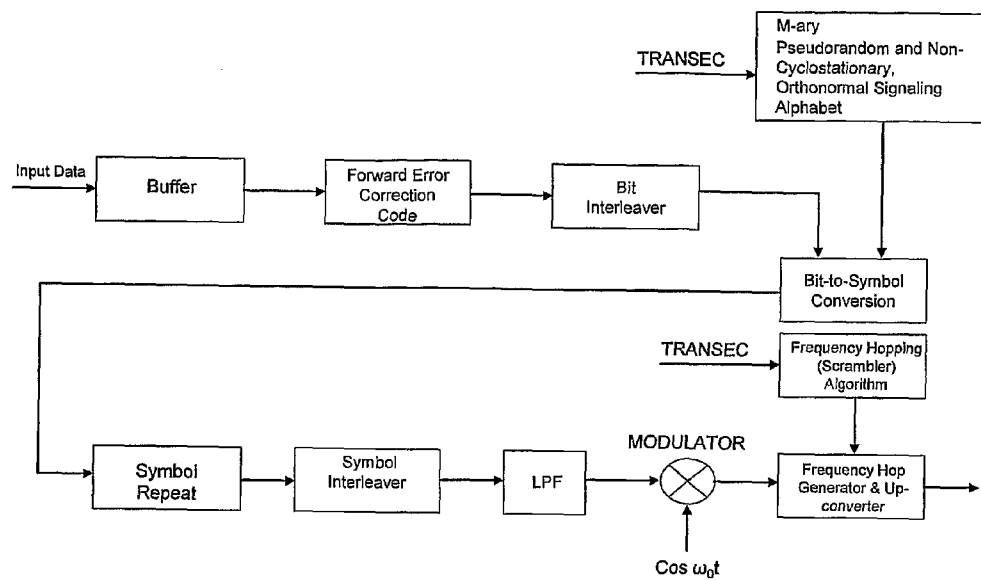 M-ary
Pseudorandom and Non-
Cyclostationary,
Orthonormal Signaling
Alphabet
TRANSEC
Input Data
Buffer
Forward Error
Correction
Code
Bit
Interleaver
Bit-to-Symbol
Conversion
TRANSEC
Frequency Hopping
(Scrambler)
Algorithm
MODULATOR
Symbol
Repeat
Symbol
Interleaver
LPF
Frequency Hop
Generator & Up-
converter
Cos ω₀t